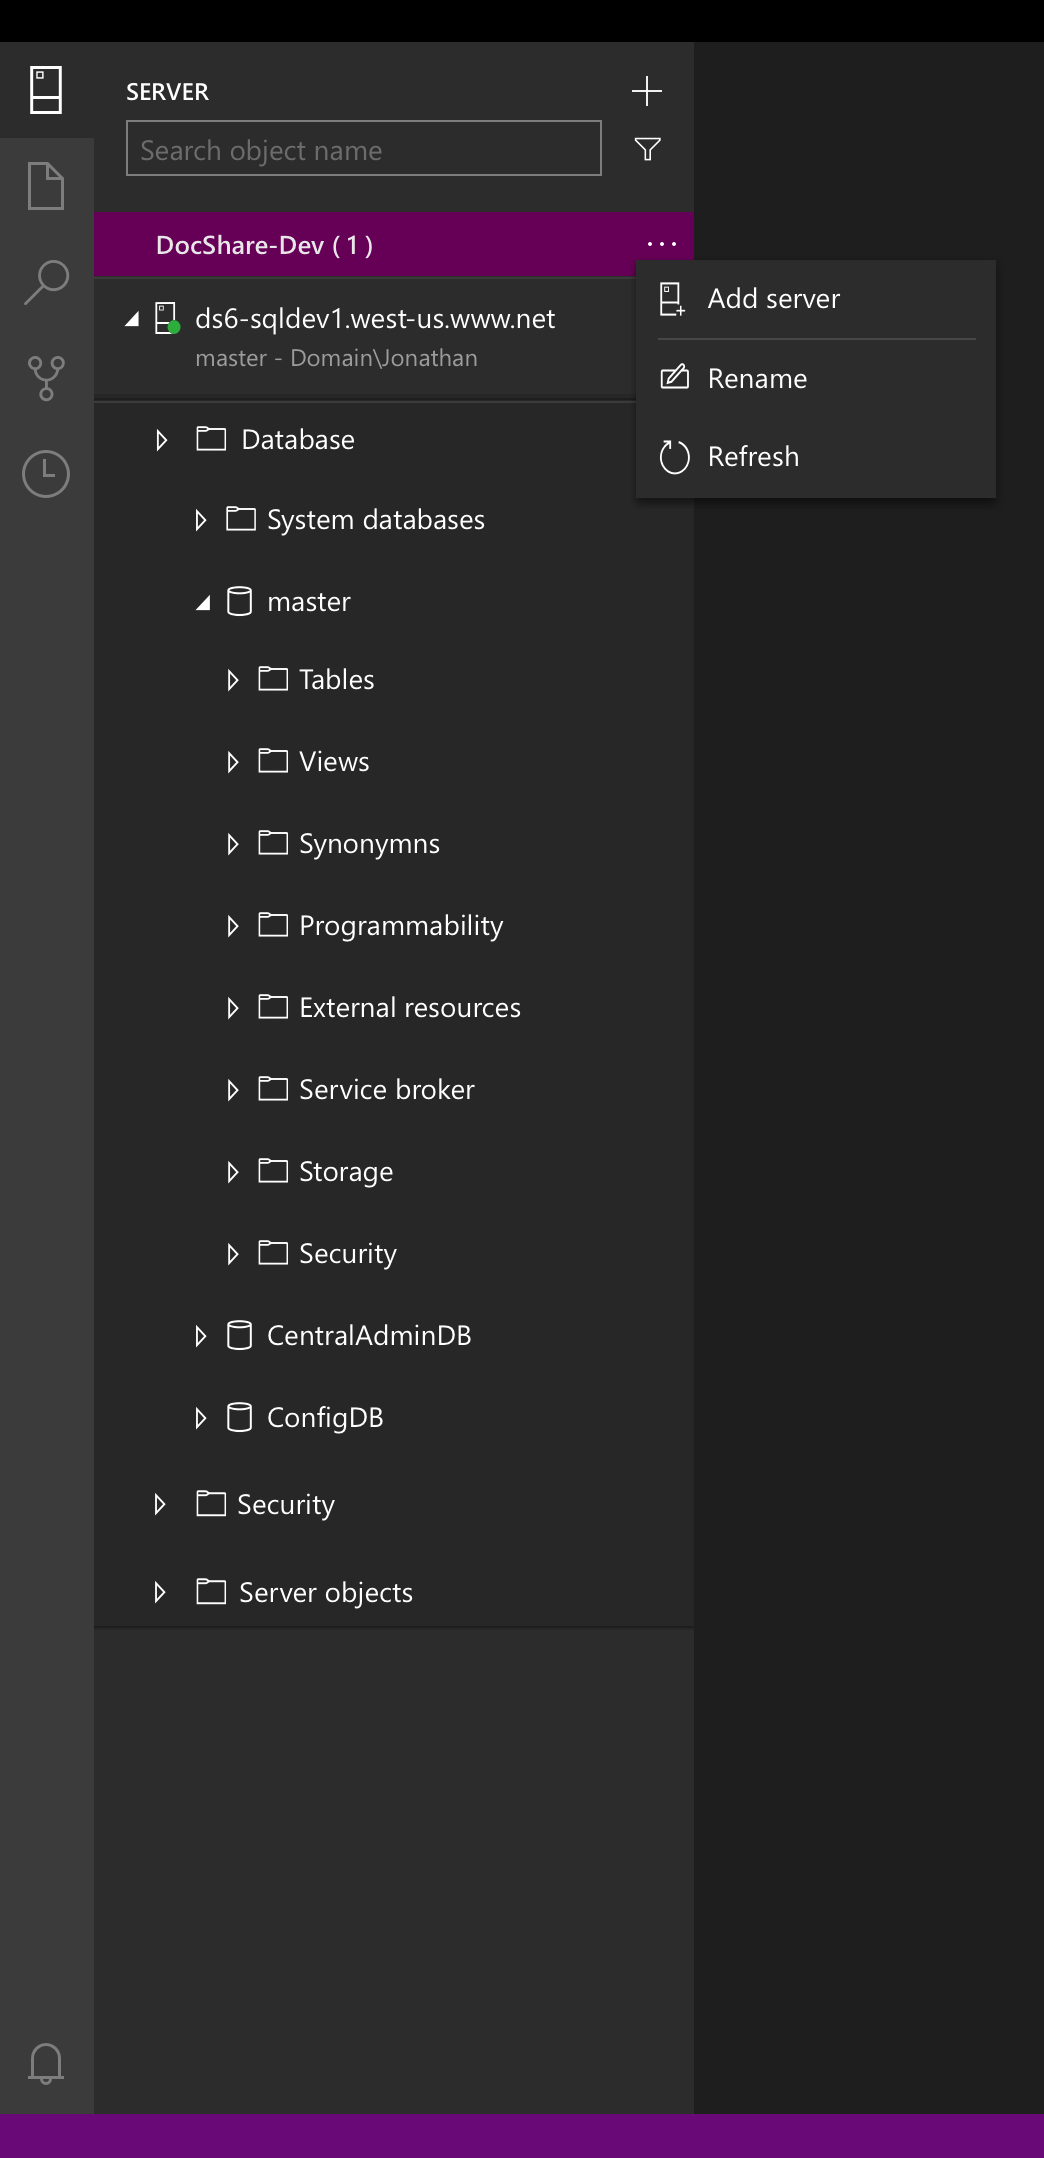 SERVER
Search object name
DocShare-Dev ( 1 )
Add server
ds6-sqldev1.west-us.www.net
master - Domain\Jonathan
Rename
Database
Refresh
System databases
master
Tables
Views
Synonymns
Programmability
External resources
Service broker
Storage
Security
CentralAdminDB
ConfigDB
Security
Server objects